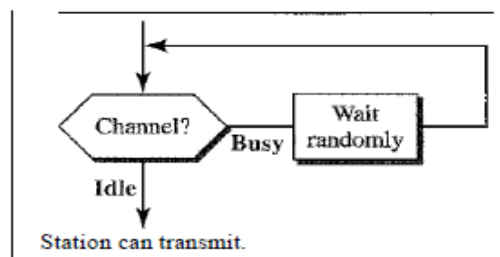 Channel?
Busy
Wait
randomly
Idle
Station can transmit.